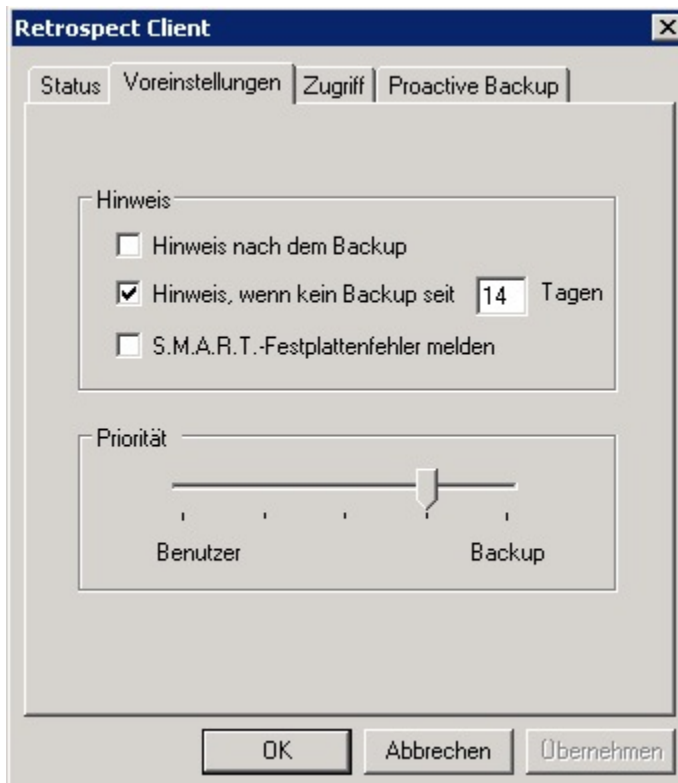 Retrospect Client
Status Voreinstellungen Zugriff Proactive Backup
Hinweis
Hinweis nach dem Backup
Hinweis, wenn kein Backup seit 14 Tagen
S.M.A.R.T.-Festplattenfehler melden
Priorität
Benutzer Backup
OK Abbrechen Übernehmen